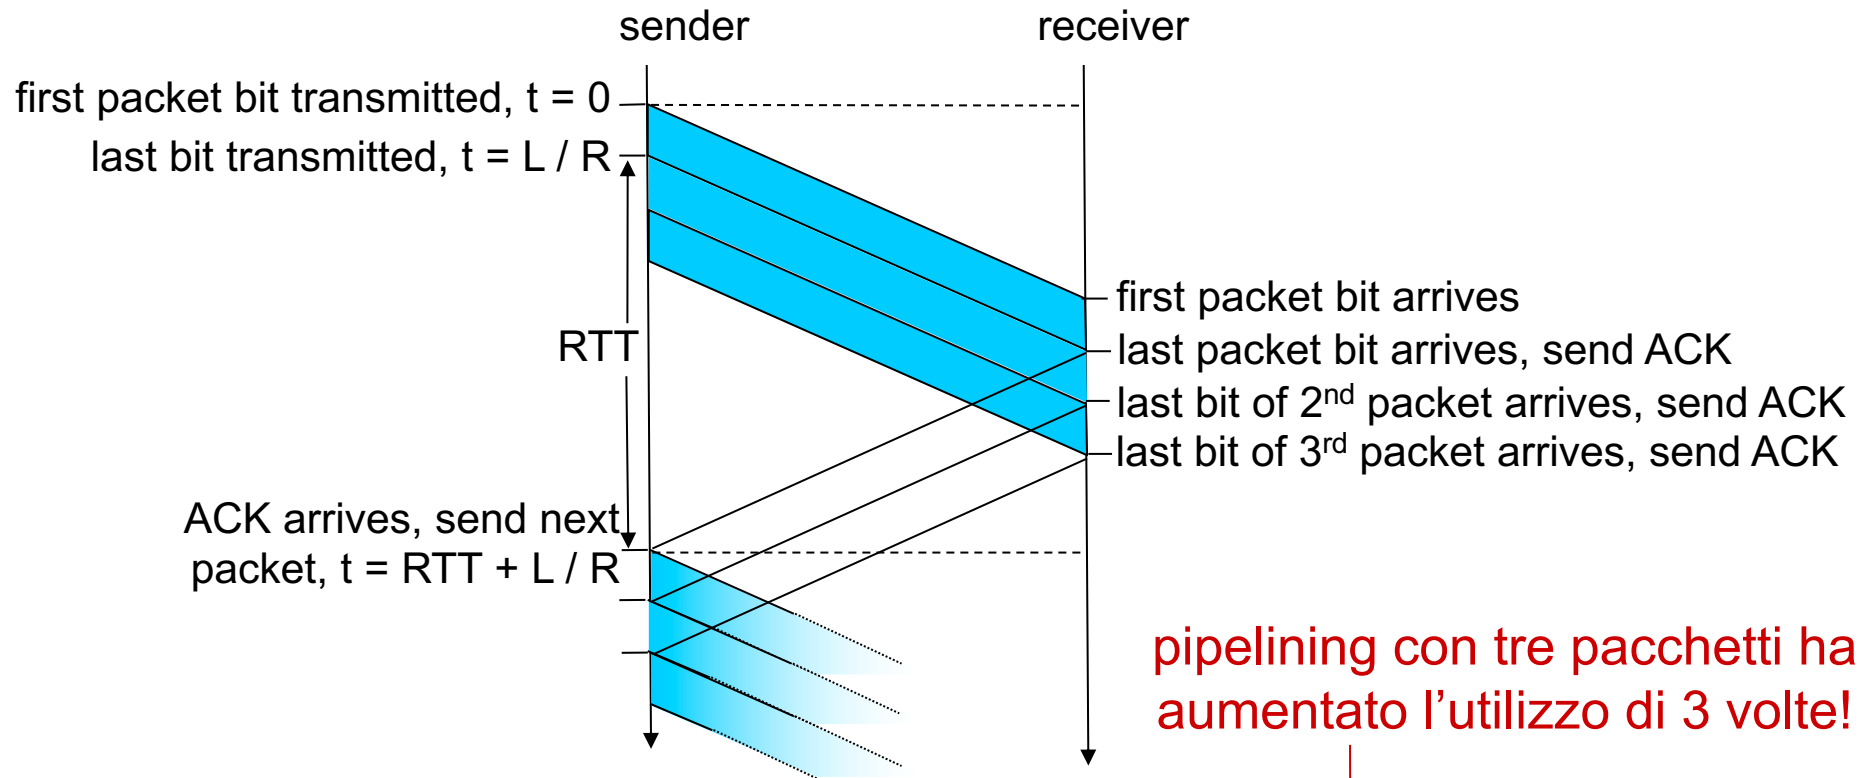 sender
receiver
first packet bit transmitted, t = 0
last bit transmitted, t = L / R
first packet bit arrives
RTT
last packet bit arrives, send ACK
last bit of 2nd packet arrives, send ACK
last bit of 3rd packet arrives, send ACK
ACK arrives, send next
packet, t = RTT + L / R
pipelining con tre pacchetti ha
aumentato l’utilizzo di 3 volte!